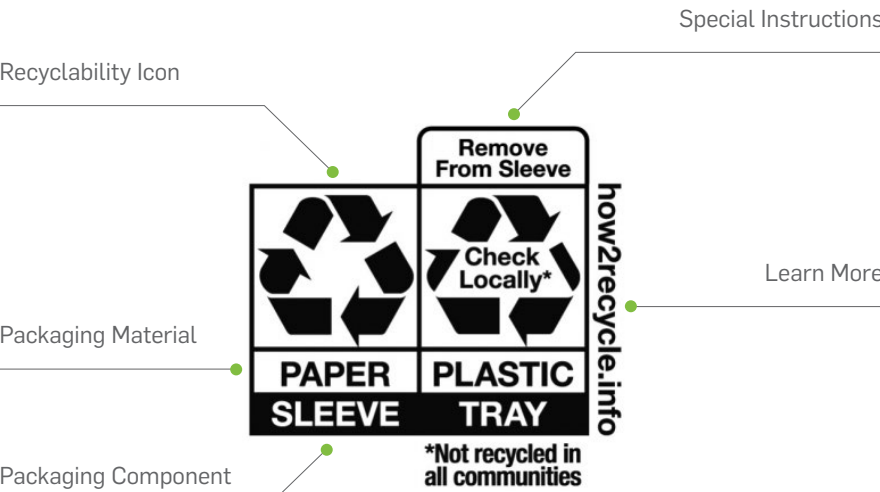 Special Instructions
Recyclability Icon
Remove
From Sleeve
Check
Locally*
how2recycle.info
Learn More
Packaging Material
PAPER
PLASTIC
SLEEVE
TRAY
*Not recycled in
all communities
Packaging Component